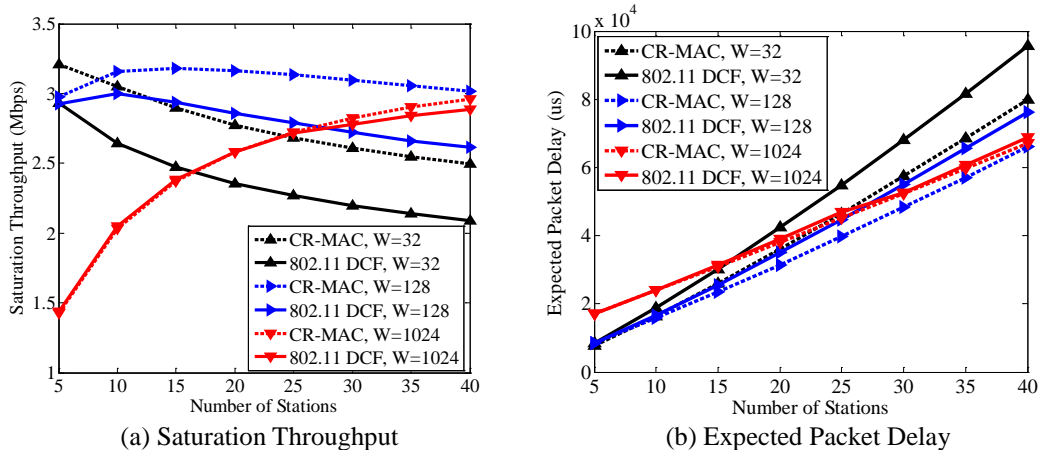 3.5
3
2.5
2
1.5
1
Saturation Throughput (Mbps)
CR-MAC, W=32
802.11 DCF, W=32
CR-MAC, W=128
802.11 DCF, W=128
CR-MAC, W=1024
802.11 DCF, W=1024
5 10 15 20 25 30 35 40
Number of Stations
(a) Saturation Throughput
x 10^4
10
8
6
4
2
0
Expected Packet Delay (us)
CR-MAC, W=32
802.11 DCF, W=32
CR-MAC, W=128
802.11 DCF, W=128
CR-MAC, W=1024
802.11 DCF, W=1024
5 10 15 20 25 30 35 40
Number of Stations
(b) Expected Packet Delay